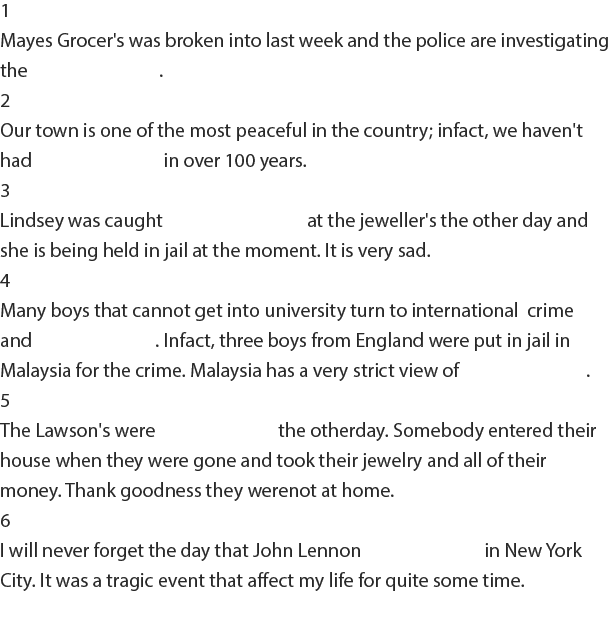 1
Mayes Grocer's was broken into last week and the police are investigating
the .
2
Our town is one of the most peaceful in the country; infact, we haven't
had in over 100 years.
3
Lindsey was caught at the jeweller's the other day and
she is being held in jail at the moment. It is very sad.
4
Many boys that cannot get into university turn to international crime
and . Infact, three boys from England were put in jail in
Malaysia for the crime. Malaysia has a very strict view of .
5
The Lawson's were the otherday. Somebody entered their
house when they were gone and took their jewelry and all of their
money. Thank goodness they werenot at home.
6
I will never forget the day that John Lennon in New York
City. It was a tragic event that affect my life for quite some time.